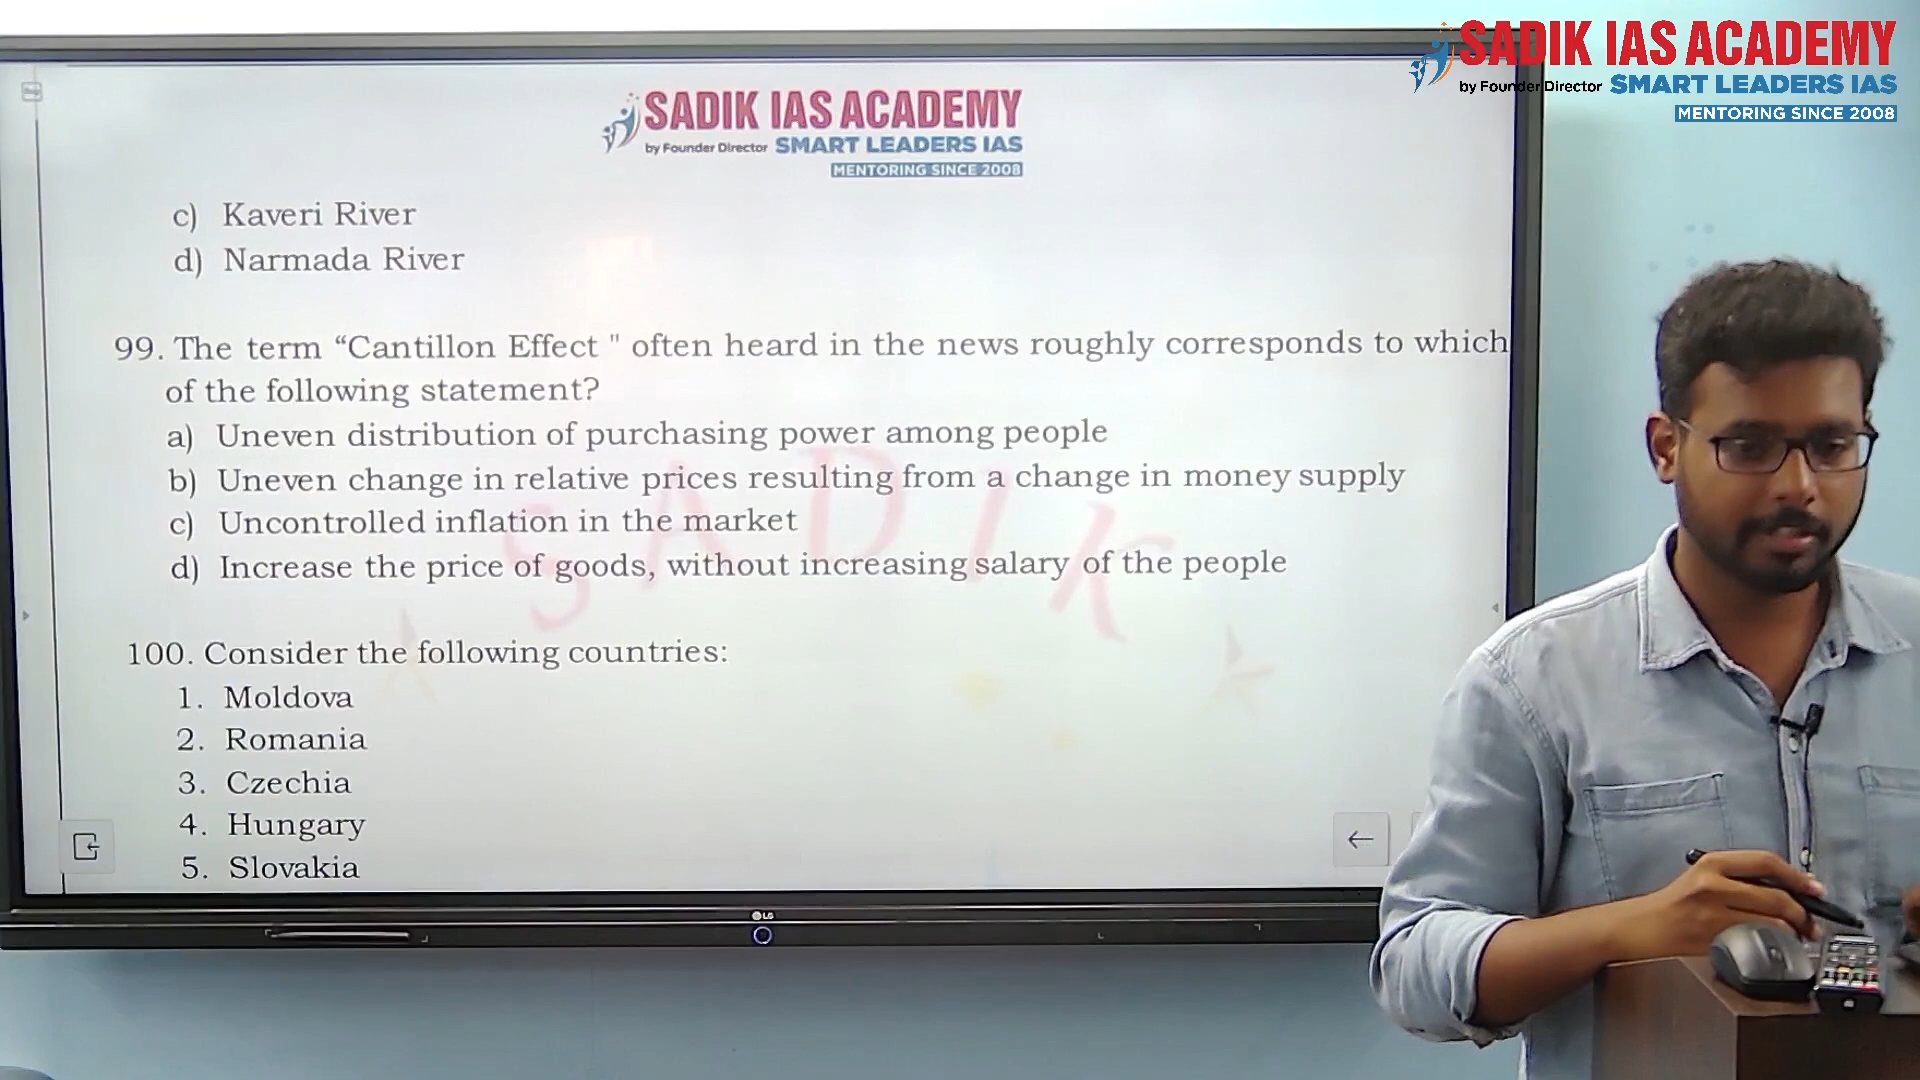 SADIK IAS ACADEMY
by Founder Director SMART LEADERS IAS
MENTORING SINCE 2008
SADIK IAS ACADEMY
by Founder Director SMART LEADERS IAS
MENTORING SINCE 2008
c) Kaveri River
d) Narmada River
99. The term “Cantillon Effect " often heard in the news roughly corresponds to which
of the following statement?
a) Uneven distribution of purchasing power among people
b) Uneven change in relative prices resulting from a change in money supply
c) Uncontrolled inflation in the market
d) Increase the price of goods, without increasing salary of the people
SADIK
100. Consider the following countries:
1. Moldova
2. Romania
3. Czechia
4. Hungary
5. Slovakia
LG